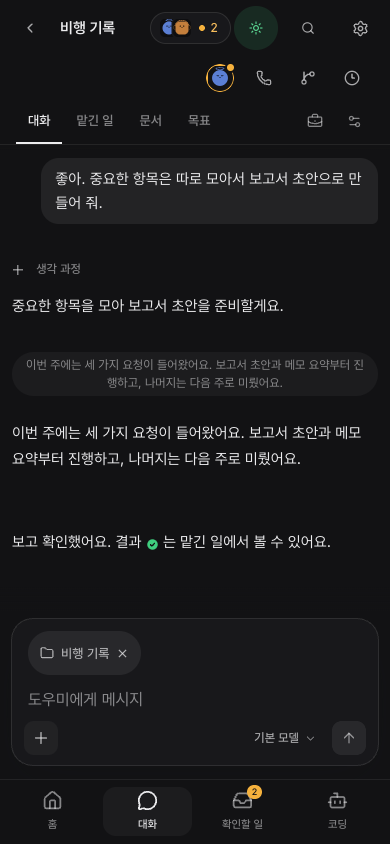 비행 기록
2
대화
맡긴 일
문서
목표
좋아. 중요한 항목은 따로 모아서 보고서 초안으로 만
들어 줘.
생각 과정
중요한 항목을 모아 보고서 초안을 준비할게요.
이번 주에는 세 가지 요청이 들어왔어요. 보고서 초안과 메모 요약부터 진
행하고, 나머지는 다음 주로 미뤘어요.
이번 주에는 세 가지 요청이 들어왔어요. 보고서 초안과 메모
요약부터 진행하고, 나머지는 다음 주로 미뤘어요.
보고 확인했어요. 결과 는 맡긴 일에서 볼 수 있어요.
비행 기록
도우미에게 메시지
기본 모델
2
홈
대화
확인할 일
코딩